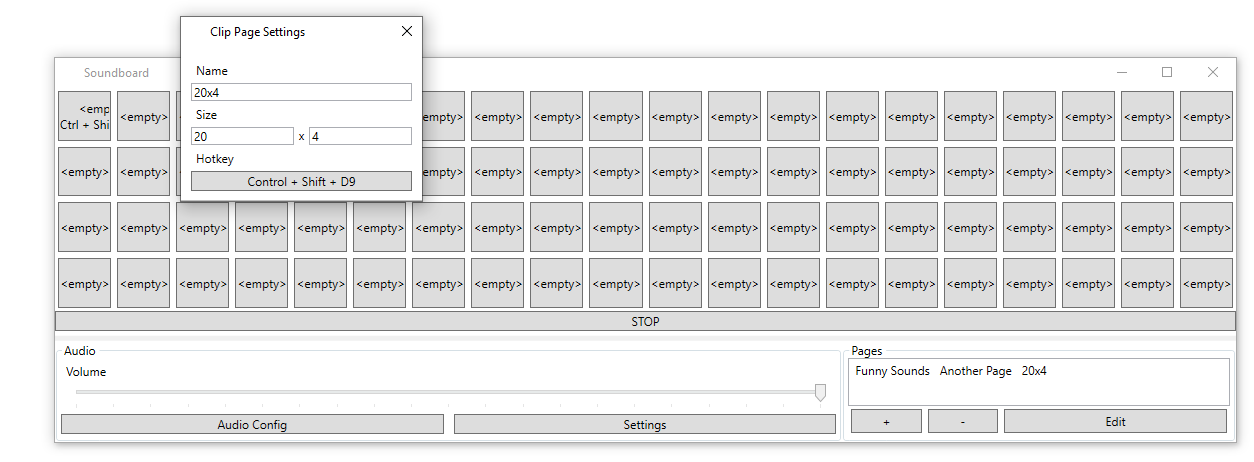 Clip Page Settings
Soundboard
Name
20x4
Size
20 x 4
Hotkey
Control + Shift + D9
<emp
Ctrl + Shi
<empty> < empty> <empty> <empty> <empty> <empty> <empty> <empty> <empty> <empty> <empty> <empty> <empty> <empty> <empty>
<empty> <empty> < empty> <empty> <empty> <empty> <empty> <empty> <empty> <empty> <empty> <empty> <empty> <empty> <empty> <empty>
<empty> <empty> <empty> <empty> <empty> <empty> <empty> <empty> <empty> <empty> <empty> <empty> <empty> <empty> <empty> <empty> <empty> <empty> <empty> <empty>
<empty> <empty> <empty> <empty> <empty> <empty> <empty> <empty> <empty> <empty> <empty> <empty> <empty> <empty> <empty> <empty> <empty> <empty> <empty> <empty>
STOP
Audio
Volume
Audio Config
Settings
Pages
Funny Sounds Another Page 20x4
+ - Edit